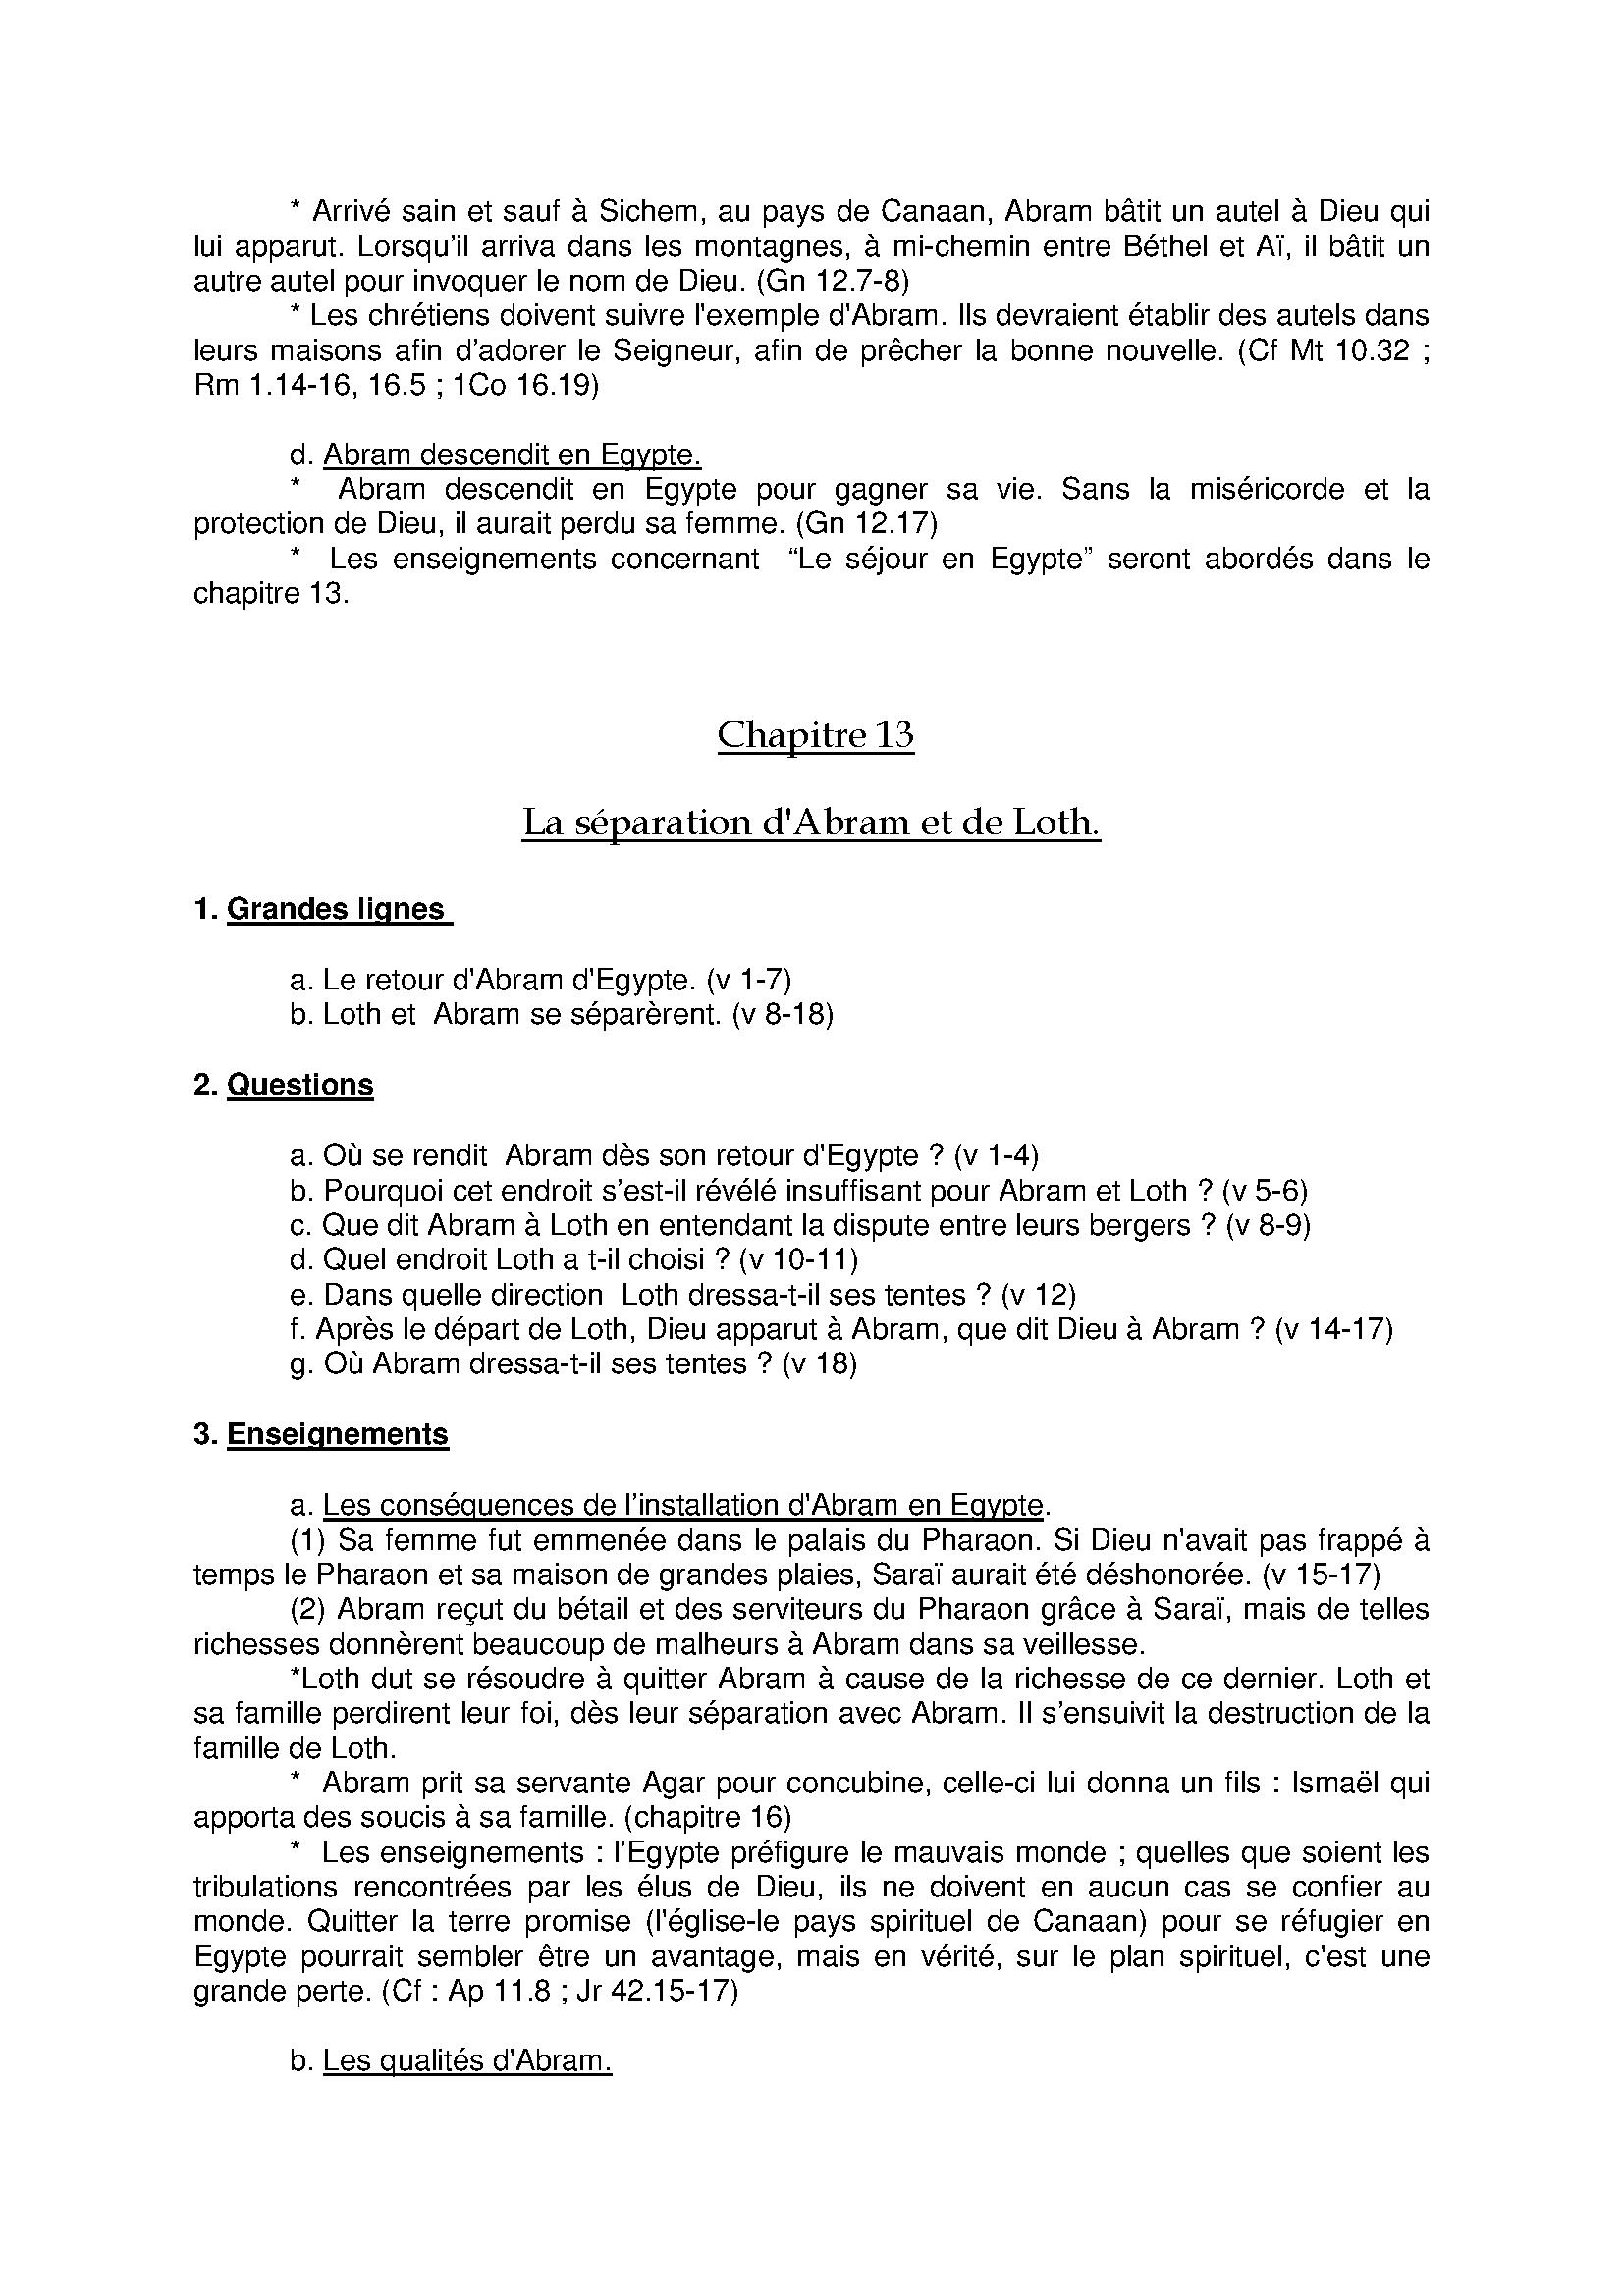 * Arrivé sain et sauf à Sichem, au pays de Canaan, Abram bâtit un autel à Dieu qui
lui apparut. Lorsqu’il arriva dans les montagnes, à mi-chemin entre Béthel et Aï, il bâtit un
autre autel pour invoquer le nom de Dieu. (Gn 12.7-8)
* Les chrétiens doivent suivre l'exemple d'Abram. Ils devraient établir des autels dans
leurs maisons afin d’adorer le Seigneur, afin de prêcher la bonne nouvelle. (Cf Mt 10.32 ;
Rm 1.14-16, 16.5 ; 1Co 16.19)
d. Abram descendit en Egypte.
* Abram descendit en Egypte pour gagner sa vie. Sans la miséricorde et la
protection de Dieu, il aurait perdu sa femme. (Gn 12.17)
* Les enseignements concernant “Le séjour en Egypte” seront abordés dans le
chapitre 13.
Chapitre 13
La séparation d'Abram et de Loth.
1. Grandes lignes
a. Le retour d'Abram d'Egypte. (v 1-7)
b. Loth et Abram se séparèrent. (v 8-18)
2. Questions
a. Où se rendit Abram dès son retour d'Egypte ? (v 1-4)
b. Pourquoi cet endroit s’est-il révélé insuffisant pour Abram et Loth ? (v 5-6)
c. Que dit Abram à Loth en entendant la dispute entre leurs bergers ? (v 8-9)
d. Quel endroit Loth a t-il choisi ? (v 10-11)
e. Dans quelle direction Loth dressa-t-il ses tentes ? (v 12)
f. Après le départ de Loth, Dieu apparut à Abram, que dit Dieu à Abram ? (v 14-17)
g. Où Abram dressa-t-il ses tentes ? (v 18)
3. Enseignements
a. Les conséquences de l’installation d'Abram en Egypte.
(1) Sa femme fut emmenée dans le palais du Pharaon. Si Dieu n'avait pas frappé à
temps le Pharaon et sa maison de grandes plaies, Saraï aurait été déshonorée. (v 15-17)
(2) Abram reçut du bétail et des serviteurs du Pharaon grâce à Saraï, mais de telles
richesses donnèrent beaucoup de malheurs à Abram dans sa veillesse.
*Loth dut se résoudre à quitter Abram à cause de la richesse de ce dernier. Loth et
sa famille perdirent leur foi, dès leur séparation avec Abram. Il s’ensuivit la destruction de la
famille de Loth.
* Abram prit sa servante Agar pour concubine, celle-ci lui donna un fils : Ismaël qui
apporta des soucis à sa famille. (chapitre 16)
* Les enseignements : l’Egypte préfigure le mauvais monde ; quelles que soient les
tribulations rencontrées par les élus de Dieu, ils ne doivent en aucun cas se confier au
monde. Quitter la terre promise (l'église-le pays spirituel de Canaan) pour se réfugier en
Egypte pourrait sembler être un avantage, mais en vérité, sur le plan spirituel, c'est une
grande perte. (Cf : Ap 11.8 ; Jr 42.15-17)
b. Les qualités d'Abram.